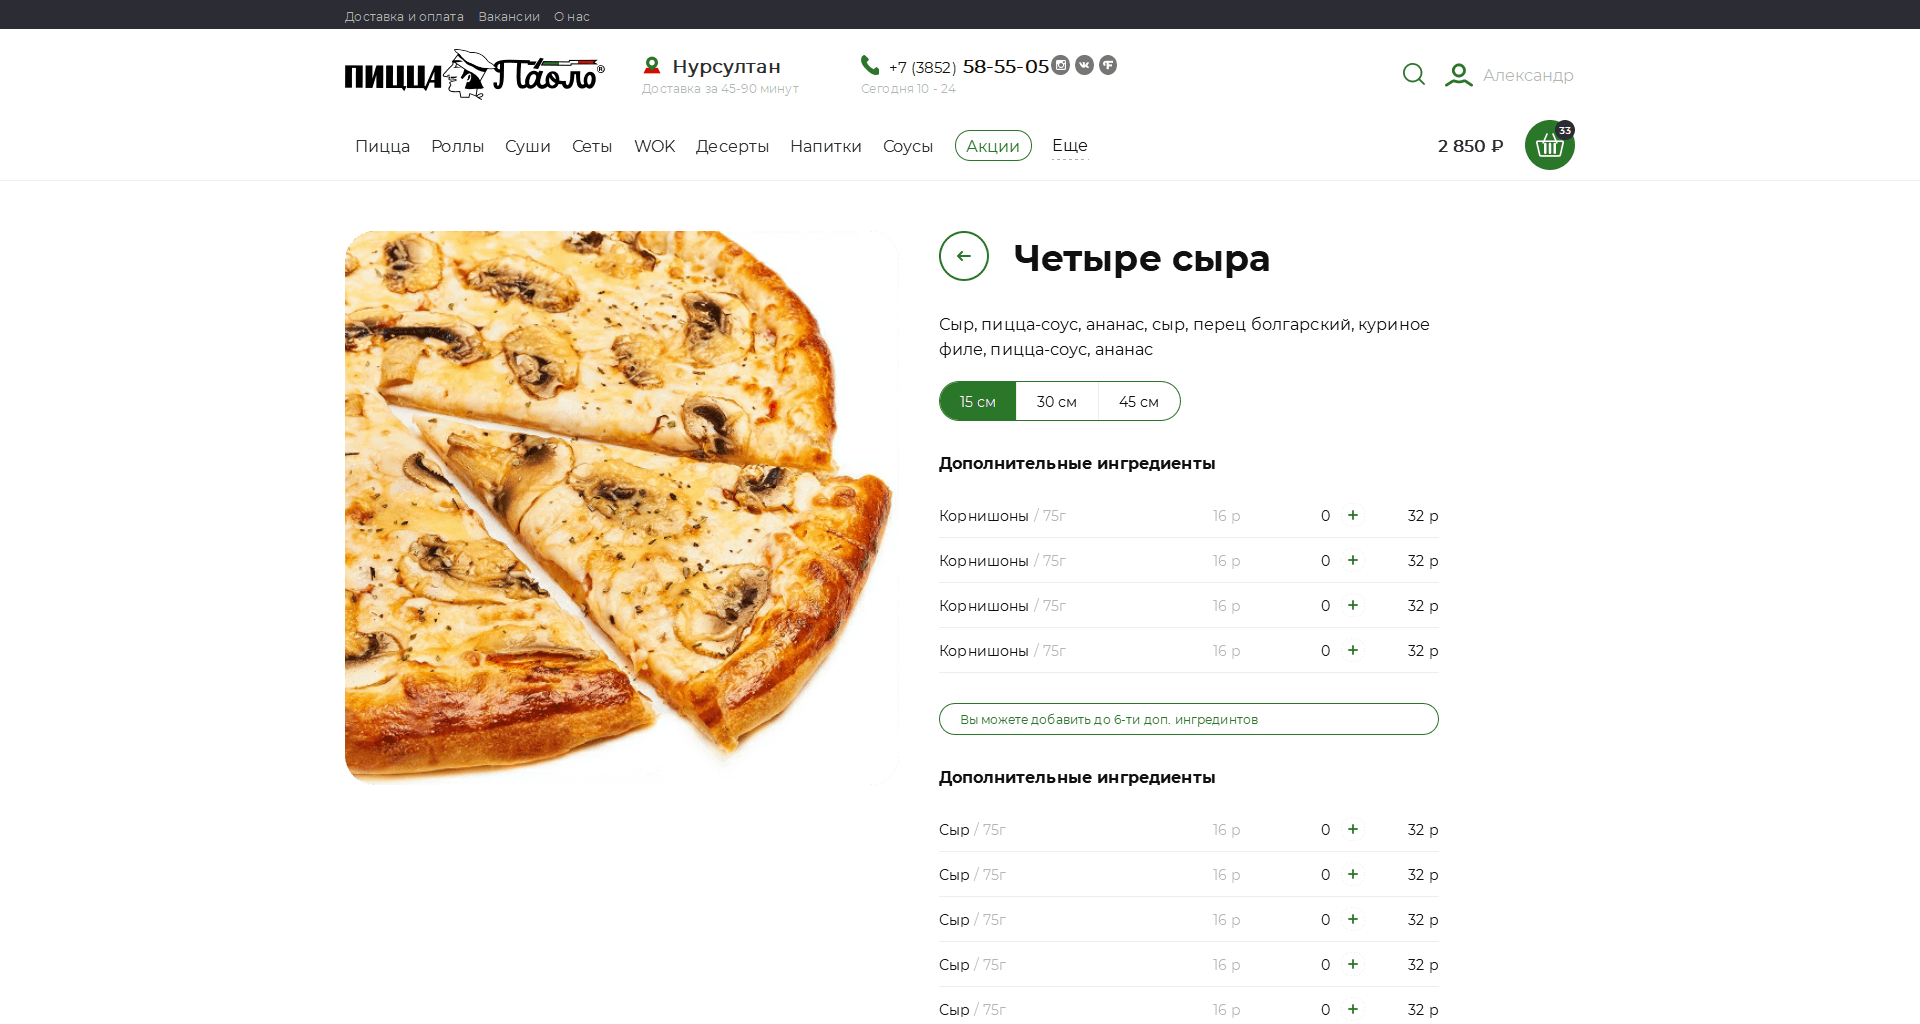 Доставка и оплата Вакансии О нас
ПИЦЦА Паоло®
Нурсултан
Доставка за 45-90 минут
+7 (3852) 58-55-05
Сегодня 10 - 24
Александр
Пицца Роллы Суши Сеты WOK Десерты Напитки Соусы Акции Еще
2 850 ₽
33
Четыре сыра
Сыр, пицца-соус, ананас, сыр, перец болгарский, куриное
филе, пицца-соус, ананас
15 см 30 см 45 см
Дополнительные ингредиенты
Корнишоны / 75г 16 р 0 + 32 р
Корнишоны / 75г 16 р 0 + 32 р
Корнишоны / 75г 16 р 0 + 32 р
Корнишоны / 75г 16 р 0 + 32 р
Вы можете добавить до 6-ти доп. ингредиинтов
Дополнительные ингредиенты
Сыр / 75г 16 р 0 + 32 р
Сыр / 75г 16 р 0 + 32 р
Сыр / 75г 16 р 0 + 32 р
Сыр / 75г 16 р 0 + 32 р
Сыр / 75г 16 р 0 + 32 р